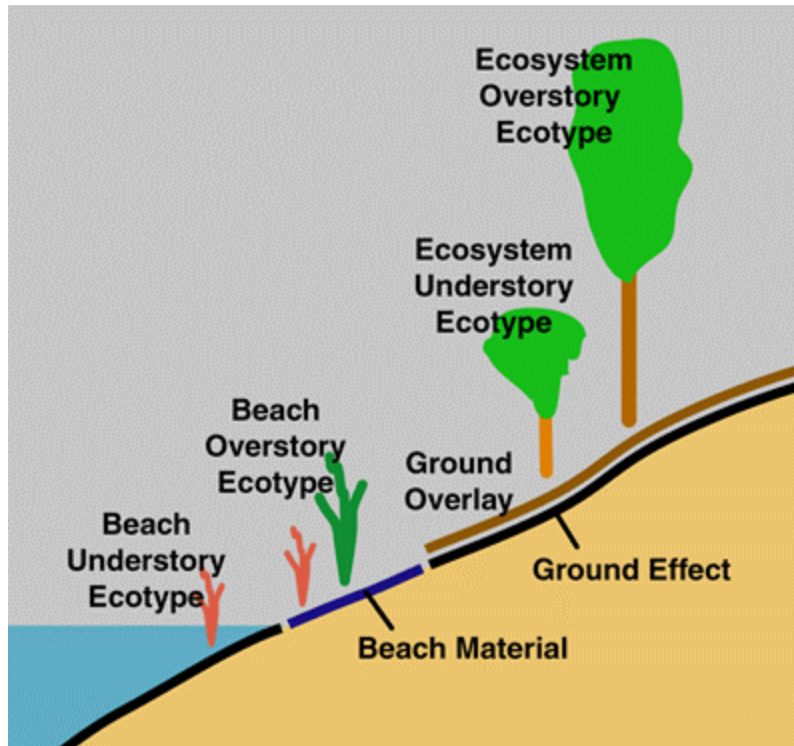 Ecosystem
Overstory
Ecotype
Ecosystem
Understory
Ecotype
Beach
Overstory
Ecotype
Ground
Overlay
Beach
Understory
Ecotype
Ground Effect
Beach Material